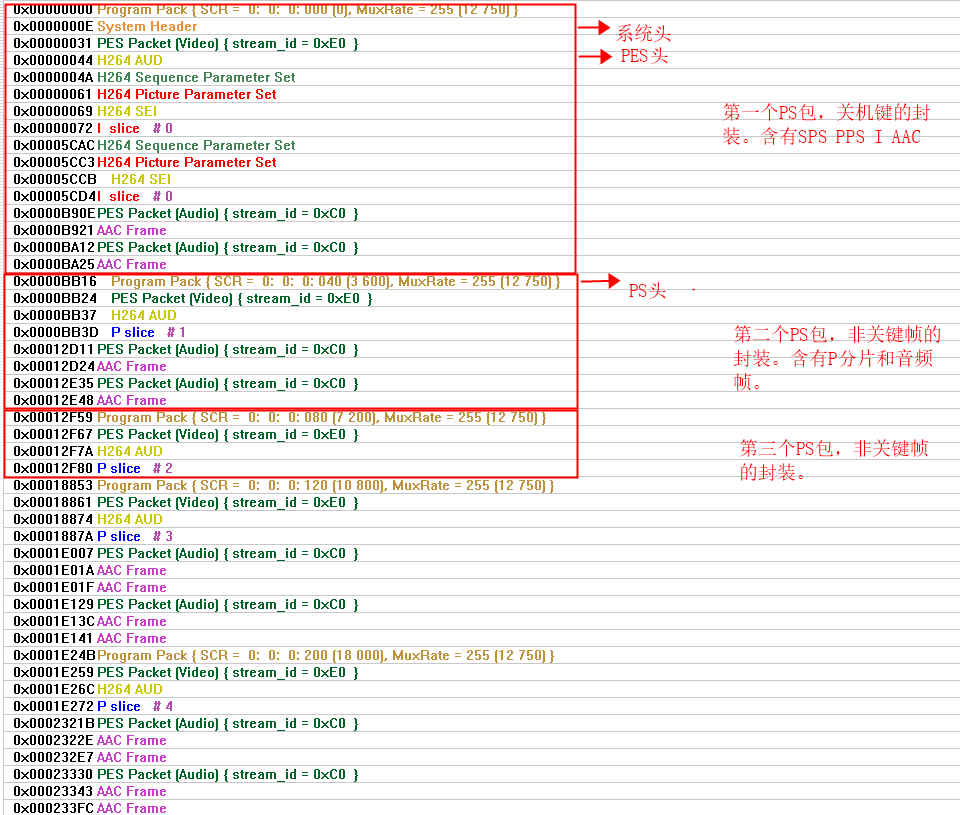 0x00000000 Program Pack { SCR = 0: 0: 0:000 (0), MuxRate = 255 (12 750) }
0x0000000E System Header
系统头
0x00000031 PES Packet (Video) { stream_id = 0xE0 }
0x00000044 H264 AUD
PES头
0x0000004A H264 Sequence Parameter Set
0x00000061 H264 Picture Parameter Set
0x00000069 H264 SEI
0x00000072 I slice # 0
第一个PS包，关机键的封
装。含有SPS PPS I AAC
0x00005CAC H264 Sequence Parameter Set
0x00005CC3 H264 Picture Parameter Set
0x00005CCB H264 SEI
0x00005CD4 I slice # 0
0x0000B90E PES Packet (Audio) { stream_id = 0xC0 }
0x0000B921 AAC Frame
0x0000BA12 PES Packet (Audio) { stream_id = 0xC0 }
0x0000BA25 AAC Frame
0x0000BB16 Program Pack { SCR = 0: 0: 0:040 (3 600), MuxRate = 255 (12 750) }
PS头
0x0000BB24 PES Packet (Video) { stream_id = 0xE0 }
0x0000BB37 H264 AUD
0x0000BB3D P slice # 1
0x00012D11 PES Packet (Audio) { stream_id = 0xC0 }
0x00012D24 AAC Frame
0x00012E35 PES Packet (Audio) { stream_id = 0xC0 }
0x00012E48 AAC Frame
第二个PS包，非关键帧的
封装。含有P分片和音频
帧。
0x00012F59 Program Pack { SCR = 0: 0: 0:080 (7 200), MuxRate = 255 (12 750) }
0x00012F67 PES Packet (Video) { stream_id = 0xE0 }
0x00012F7A H264 AUD
0x00012F80 P slice # 2
第三个PS包，非关键帧
的封装。
0x00018853 Program Pack { SCR = 0: 0: 0:120 (10 800), MuxRate = 255 (12 750) }
0x00018861 PES Packet (Video) { stream_id = 0xE0 }
0x00018874 H264 AUD
0x0001887A P slice # 3
0x0001E007 PES Packet (Audio) { stream_id = 0xC0 }
0x0001E01A AAC Frame
0x0001E01F AAC Frame
0x0001E129 PES Packet (Audio) { stream_id = 0xC0 }
0x0001E13C AAC Frame
0x0001E141 AAC Frame
0x0001E24B Program Pack { SCR = 0: 0: 0:200 (18 000), MuxRate = 255 (12 750) }
0x0001E259 PES Packet (Video) { stream_id = 0xE0 }
0x0001E26C H264 AUD
0x0001E272 P slice # 4
0x0002321B PES Packet (Audio) { stream_id = 0xC0 }
0x0002322E AAC Frame
0x000232E7 AAC Frame
0x00023330 PES Packet (Audio) { stream_id = 0xC0 }
0x00023343 AAC Frame
0x000233FC AAC Frame